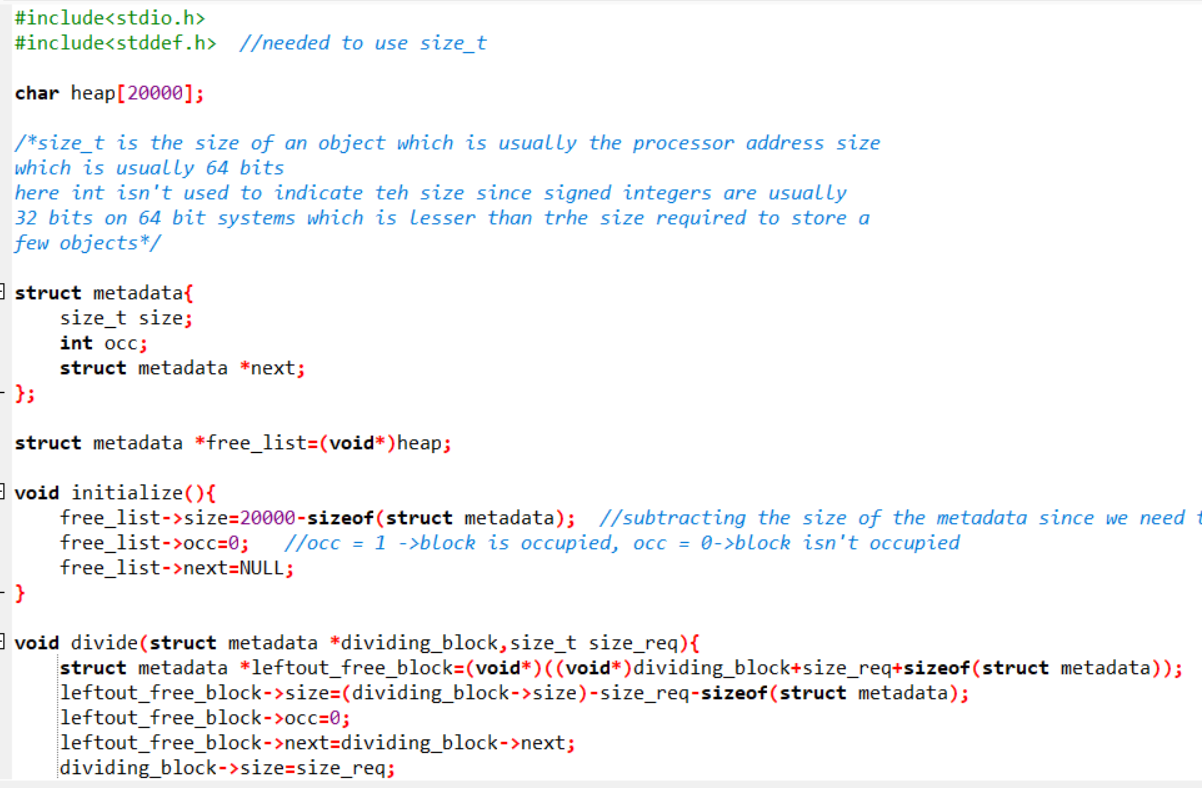 #include<stdio.h>
#include<stddef.h>  //needed to use size_t
char heap[20000];
/*size_t is the size of an object which is usually the processor address size
which is usually 64 bits
here int isn't used to indicate teh size since signed integers are usually
32 bits on 64 bit systems which is lesser than trhe size required to store a
few objects*/
struct metadata{
    size_t size;
    int occ;
    struct metadata *next;
};
struct metadata *free_list=(void*)heap;
void initialize(){
    free_list->size=20000-sizeof(struct metadata);  //subtracting the size of the metadata since we need
    free_list->occ=0;   //occ = 1 ->block is occupied, occ = 0->block isn't occupied
    free_list->next=NULL;
}
void divide(struct metadata *dividing_block,size_t size_req){
    struct metadata *leftout_free_block=(void*)((void*)dividing_block+size_req+sizeof(struct metadata));
    leftout_free_block->size=(dividing_block->size)-size_req-sizeof(struct metadata);
    leftout_free_block->occ=0;
    leftout_free_block->next=dividing_block->next;
    dividing_block->size=size_req;